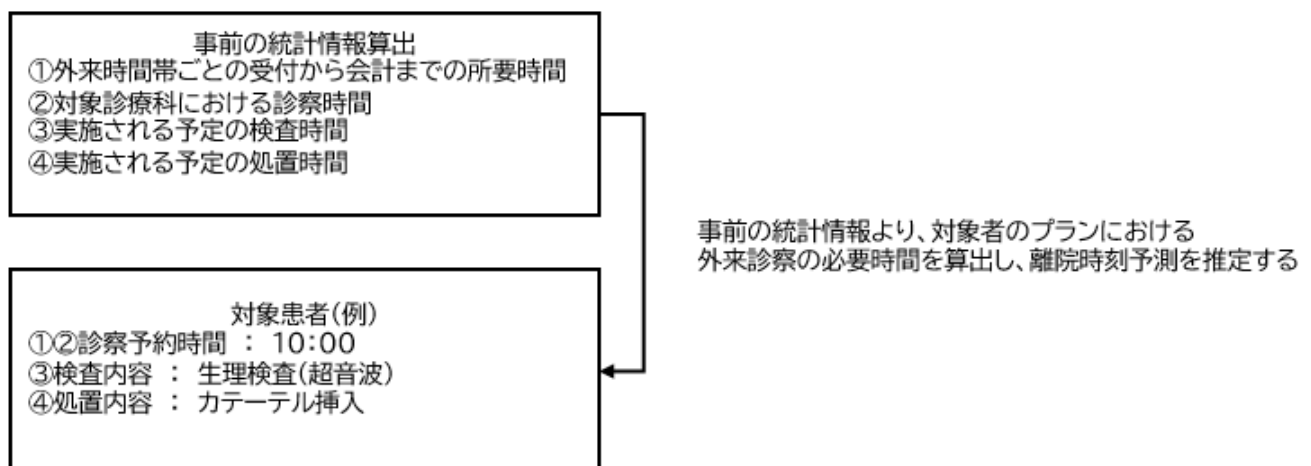 事前の統計情報算出
①外来時間帯ごとの受付から会計までの所要時間
②対象診療科における診察時間
③実施される予定の検査時間
④実施される予定の処置時間
事前の統計情報より、対象者のプランにおける
外来診察の必要時間を算出し、離院時刻予測を推定する
対象患者(例)
①②診察予約時間 : 10:00
③検査内容 : 生理検査(超音波)
④処置内容 : カテーテル挿入